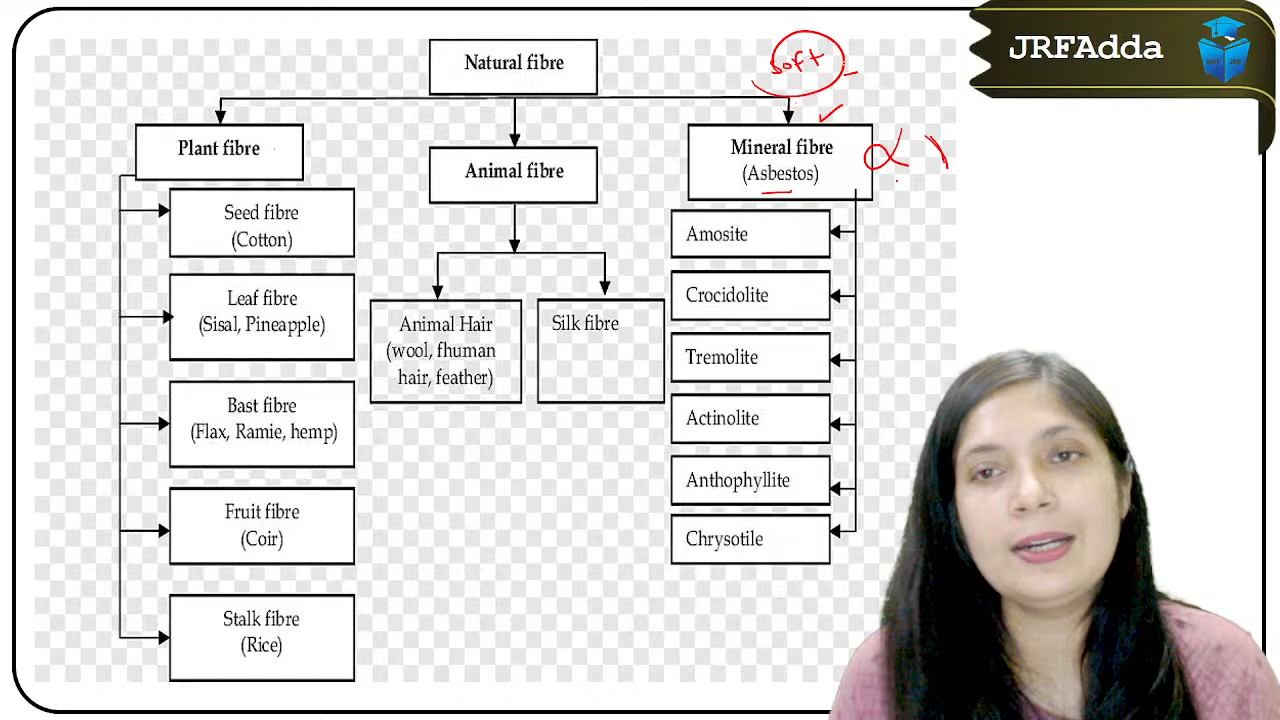 JRFAdda
NET JRF
Natural fibre
soft
Plant fibre
Seed fibre
(Cotton)
Leaf fibre
(Sisal, Pineapple)
Bast fibre
(Flax, Ramie, hemp)
Fruit fibre
(Coir)
Stalk fibre
(Rice)
Animal fibre
Animal Hair
(wool, fhuman
hair, feather)
Silk fibre
Mineral fibre
(Asbestos)
Amosite
Crocidolite
Tremolite
Actinolite
Anthophyllite
Chrysotile